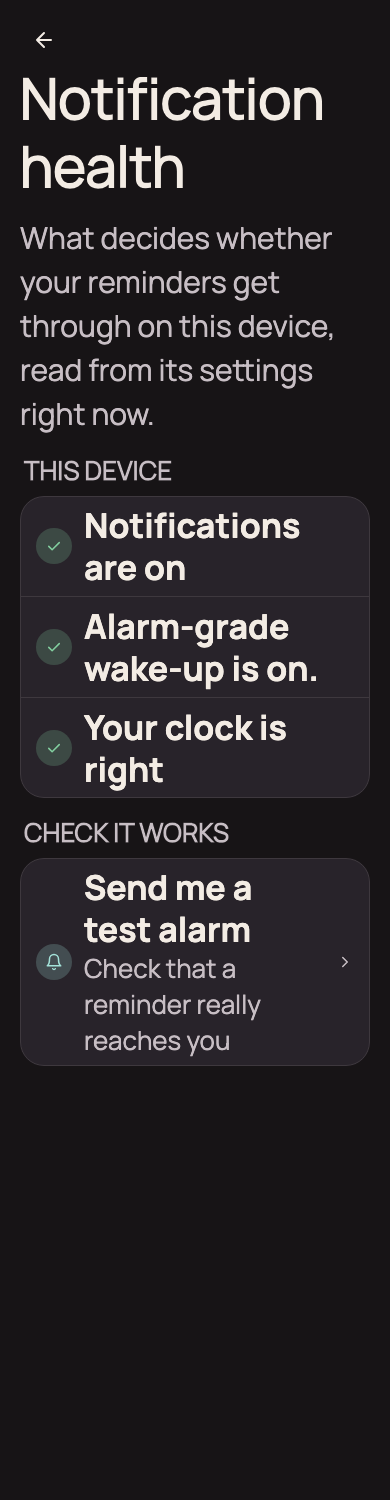 Notification
health
What decides whether
your reminders get
through on this device,
read from its settings
right now.
THIS DEVICE
Notifications
are on
Alarm-grade
wake-up is on.
Your clock is
right
CHECK IT WORKS
Send me a
test alarm
Check that a
reminder really
reaches you